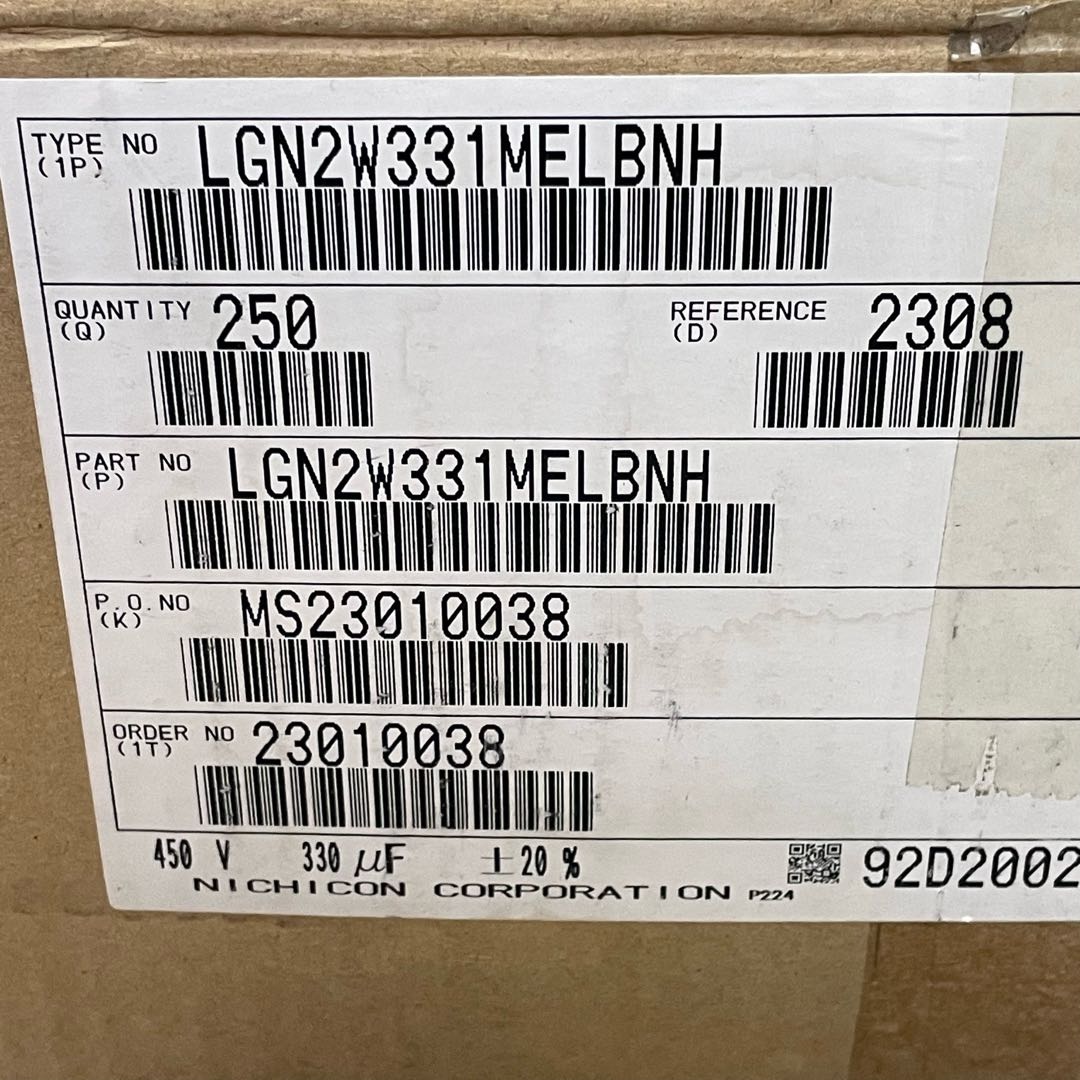 TYPE NO LGN2W331MELBNH
(1P)
QUANTITY 250 REFERENCE 2308
(Q) (D)
PART NO LGN2W331MELBNH
(P)
P.O.NO MS23010038
(K)
ORDER NO 23010038
(1T)
450 V 330 μF ±20 % 92D2002
NICHICON CORPORATION P224